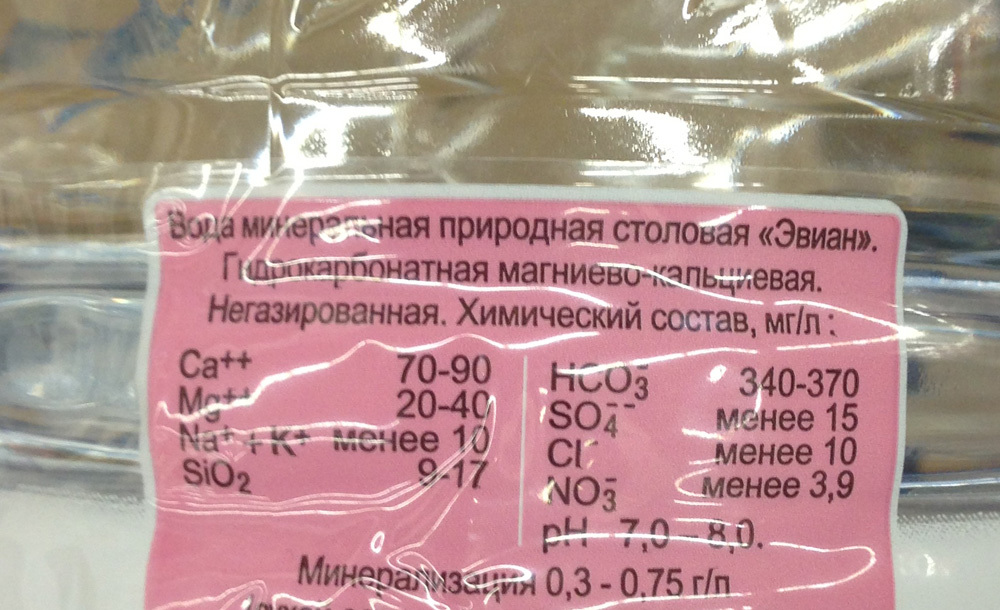 Вода минеральная природная столовая «Эвиан».
Гидрокарбонатная магниево-кальциевая.
Негазированная. Химический состав, мг/л :
Ca++ 70-90
Mg++ 20-40
Na+ + K+ менее 10
SiO2 9-17
HCO3- 340-370
SO4-- менее 15
Cl- менее 10
NO3- менее 3,9
pH 7,0 - 8,0.
Минерализация 0,3 - 0,75 г/л